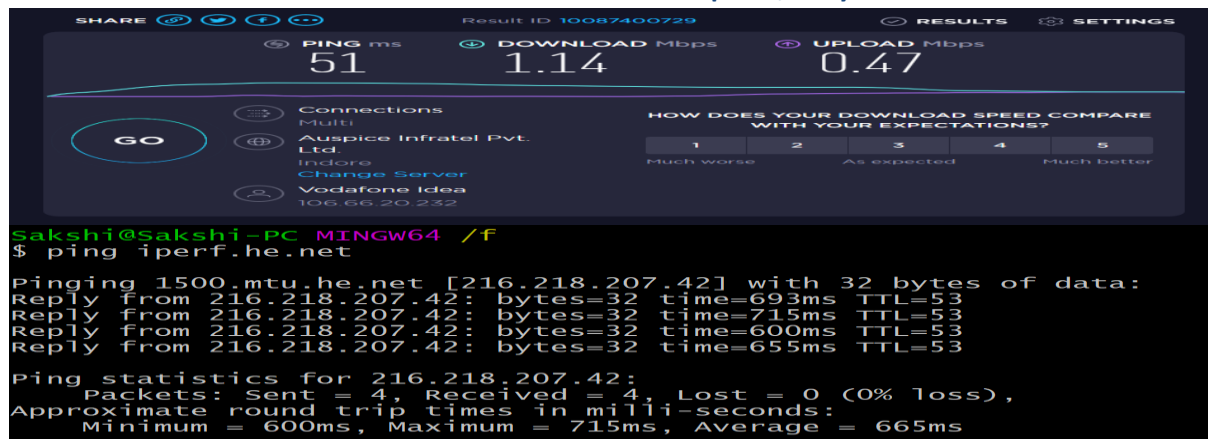 SHARE Result ID 10087400729 RESULTS SETTINGS
PING ms DOWNLOAD Mbps UPLOAD Mbps
51 1.14 0.47
GO
Connections
Multi
Auspice Infratel Pvt.
Ltd.
Indore
Change Server
Vodafone Idea
106.66.20.232
HOW DOES YOUR DOWNLOAD SPEED COMPARE
WITH YOUR EXPECTATIONS?
1 2 3 4 5
Much worse As expected Much better
Sakshi@Sakshi-PC MINGW64 /f
$ ping iperf.he.net
Pinging 1500.mtu.he.net [216.218.207.42] with 32 bytes of data:
Reply from 216.218.207.42: bytes=32 time=693ms TTL=53
Reply from 216.218.207.42: bytes=32 time=715ms TTL=53
Reply from 216.218.207.42: bytes=32 time=600ms TTL=53
Reply from 216.218.207.42: bytes=32 time=655ms TTL=53
Ping statistics for 216.218.207.42:
Packets: Sent = 4, Received = 4, Lost = 0 (0% loss),
Approximate round trip times in milli-seconds:
Minimum = 600ms, Maximum = 715ms, Average = 665ms